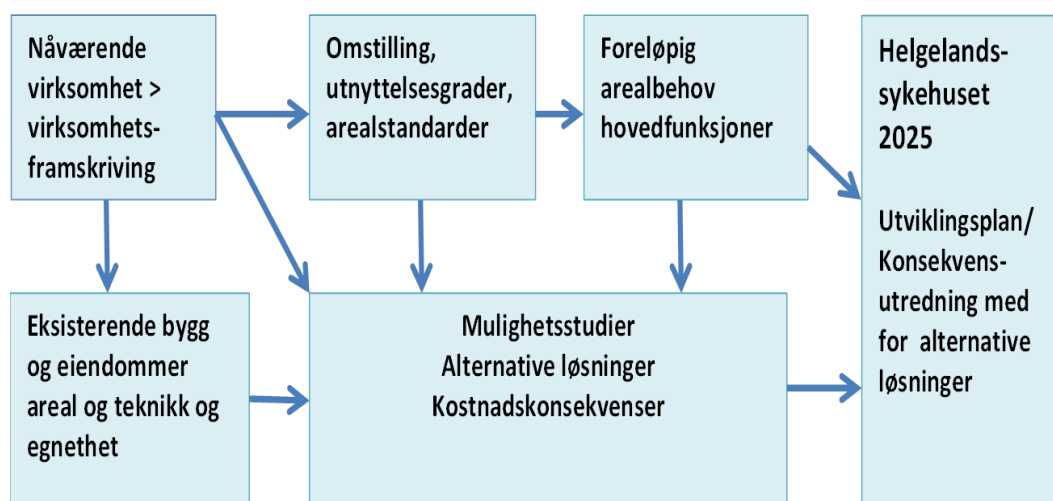 Nåværende
virksomhet >
virksomhets-
framskriving
Omstilling,
utnyttelsesgrader,
arealstandarder
Foreløpig
arealbehov
hovedfunksjoner
Helgelands-
sykehuset
2025
Utviklingsplan/
Konsekvens-
utredning med
for alternative
løsninger
Eksisterende bygg
og eiendommer
areal og teknikk og
egnethet
Mulighetsstudier
Alternative løsninger
Kostnadskonsekvenser